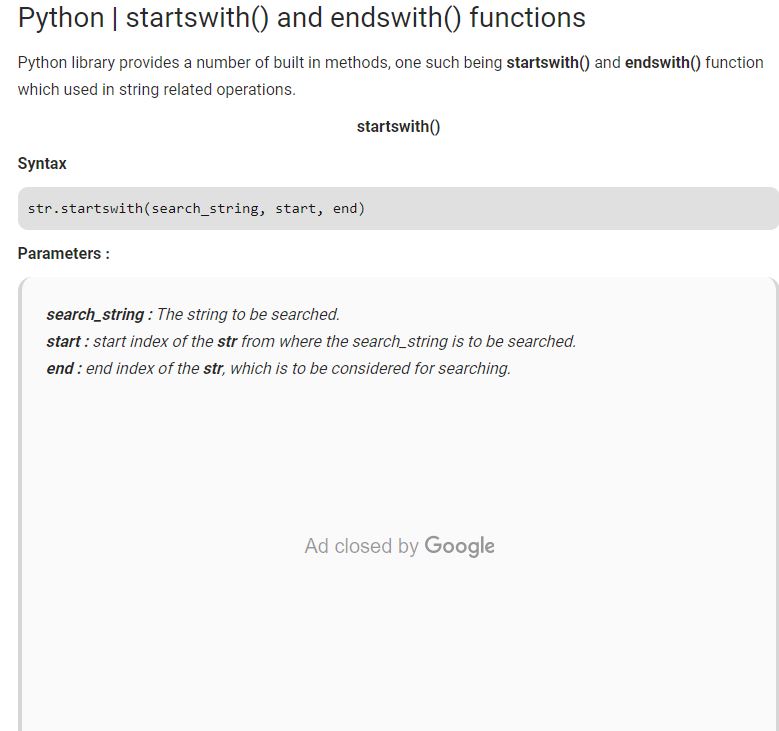 Python | startswith() and endswith() functions
Python library provides a number of built in methods, one such being startswith() and endswith() function
which used in string related operations.
startswith()
Syntax
str.startswith(search_string, start, end)
Parameters :
search_string : The string to be searched.
start : start index of the str from where the search_string is to be searched.
end : end index of the str, which is to be considered for searching.
Ad closed by Google